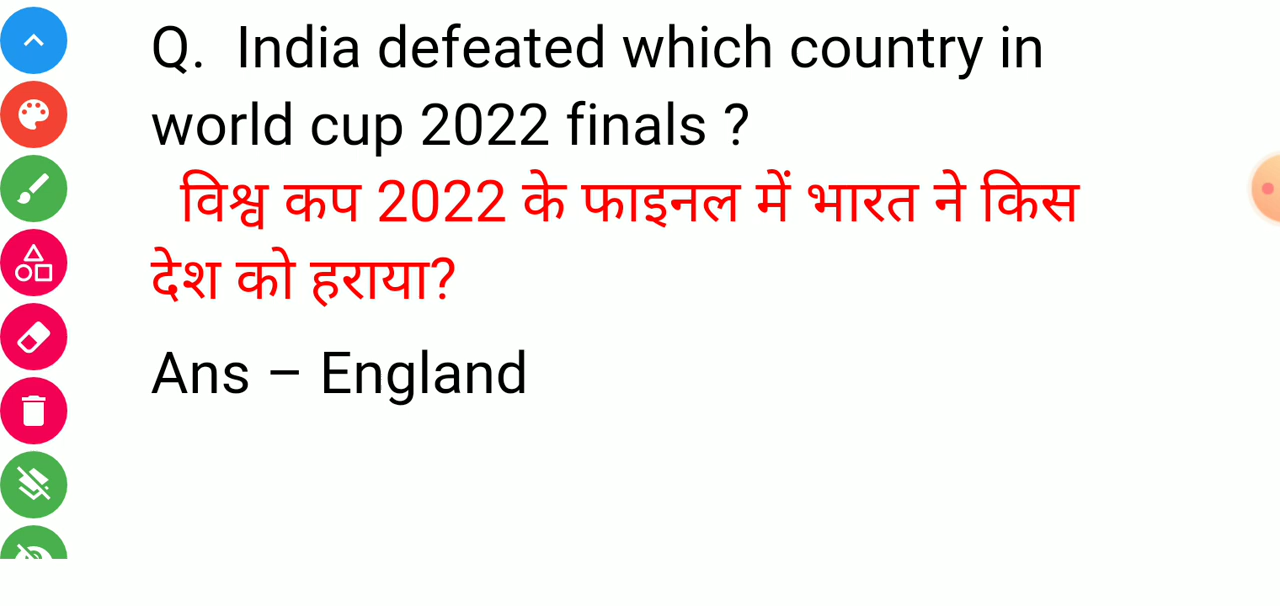 Q. India defeated which country in
world cup 2022 finals ?
विश्व कप 2022 के फाइनल में भारत ने किस
देश को हराया?
Ans – England